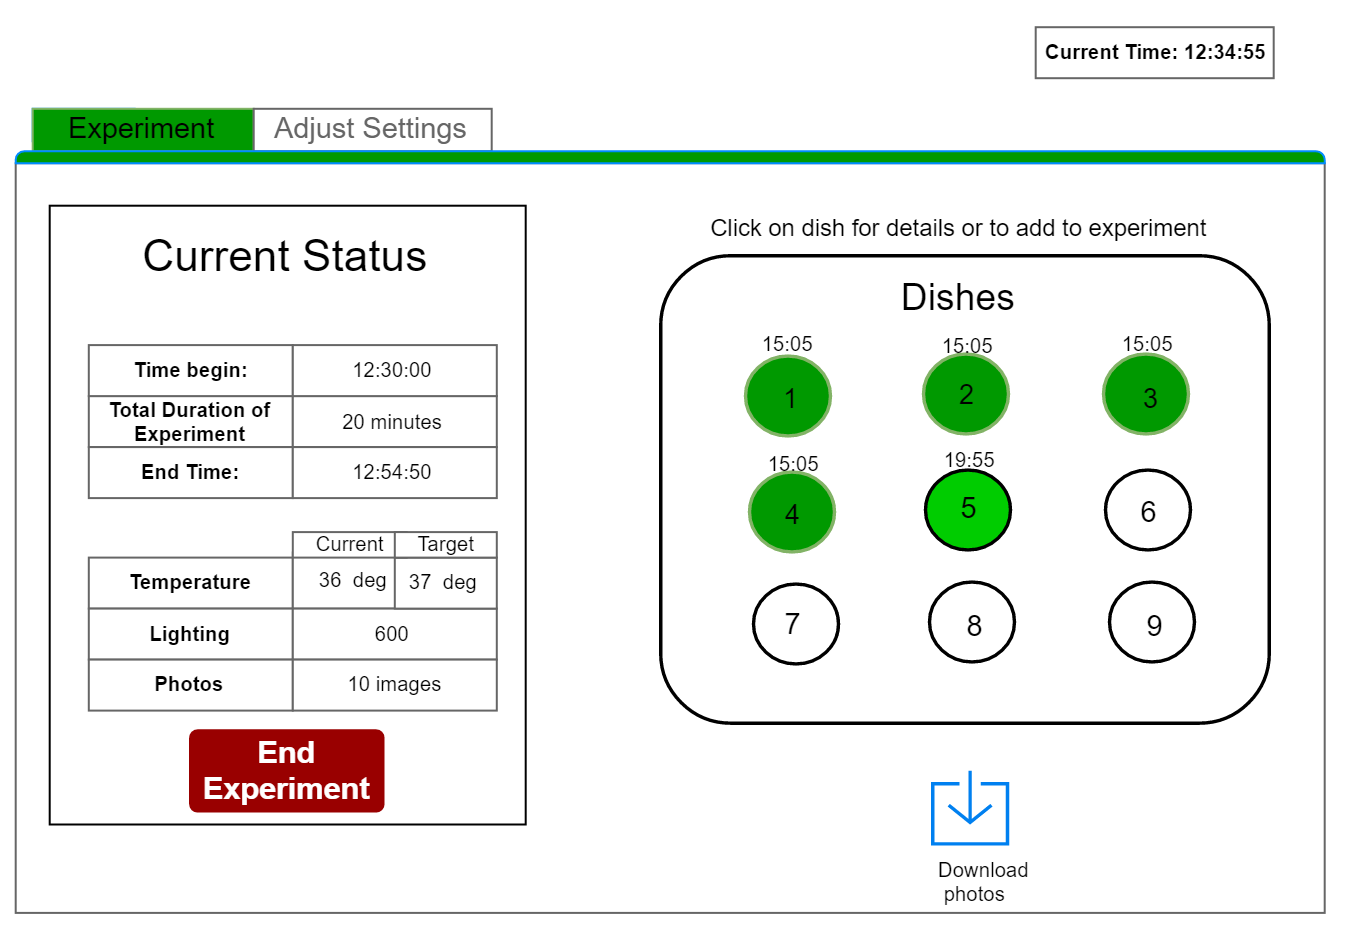 Current Time: 12:34:55
Experiment
Adjust Settings
Current Status
Time begin:
12:30:00
Total Duration of
Experiment
20 minutes
End Time:
12:54:50
Current
Target
Temperature
36 deg
37 deg
Lighting
600
Photos
10 images
End
Experiment
Click on dish for details or to add to experiment
Dishes
15:05
15:05
15:05
1
2
3
15:05
19:55
4
5
6
7
8
9
Download
photos